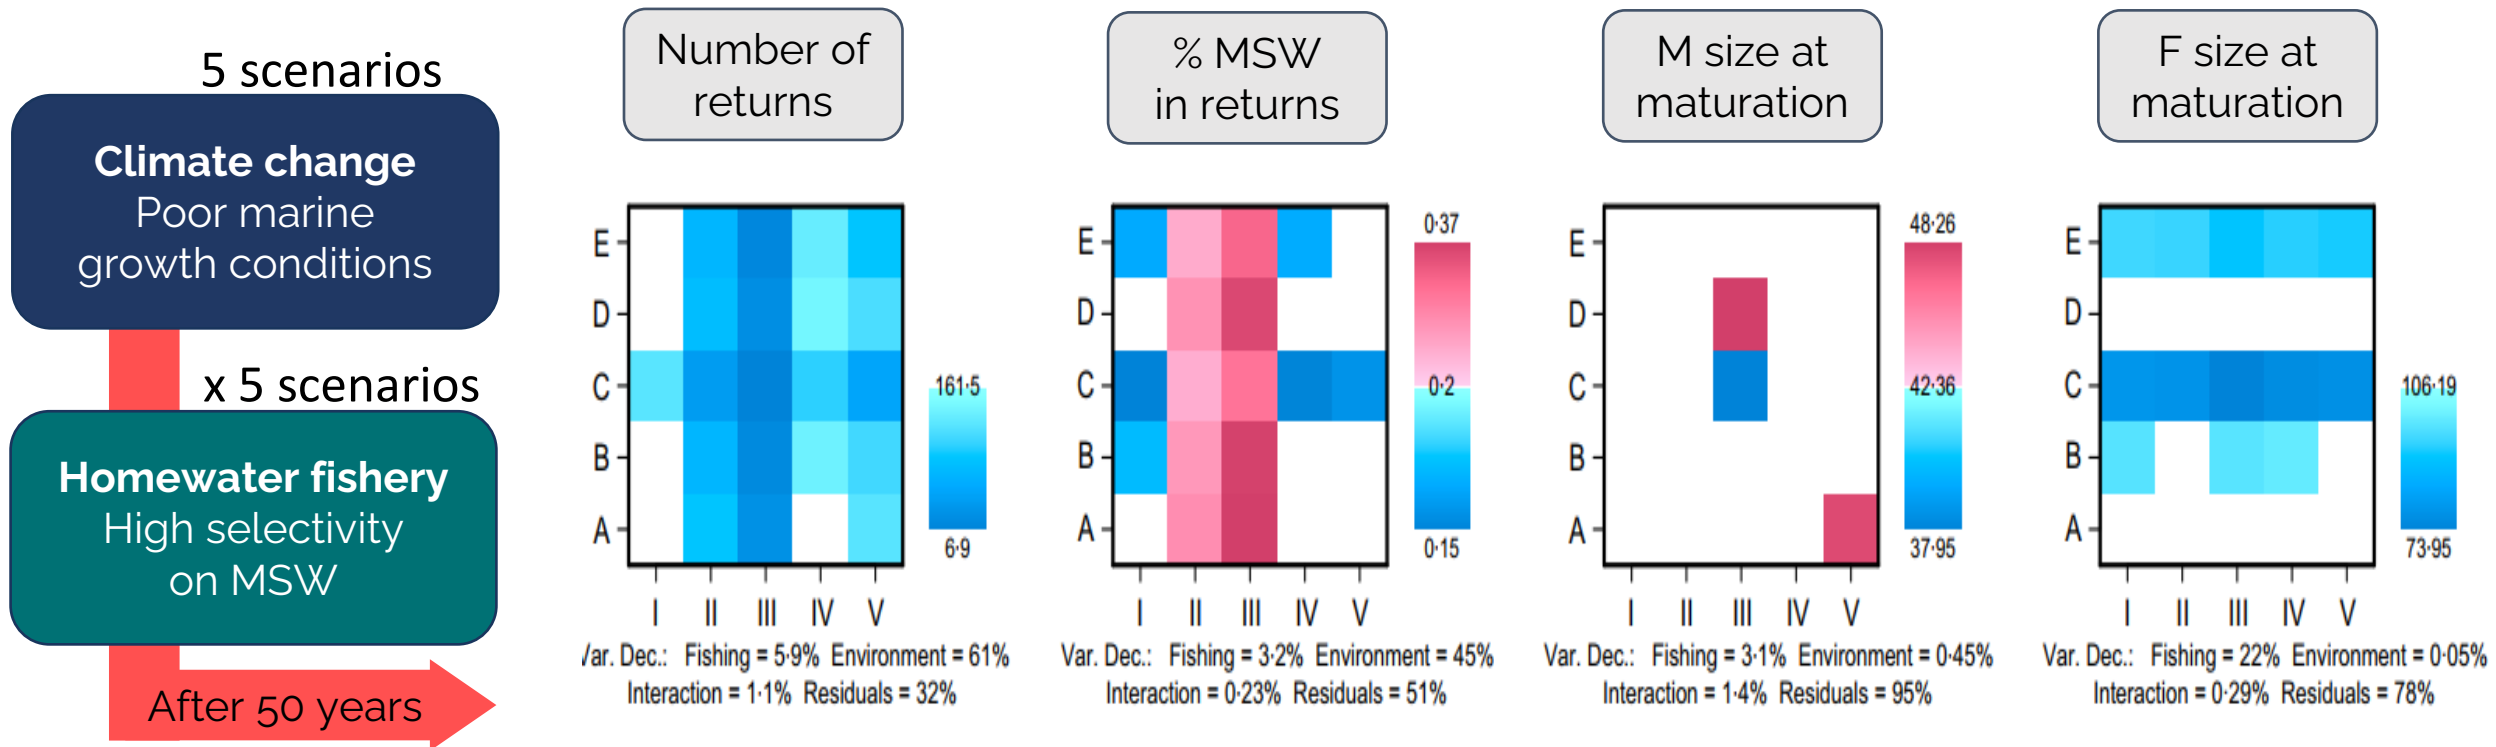 5 scenarios
Climate change
Poor marine
growth conditions
x 5 scenarios
Homewater fishery
High selectivity
on MSW
After 50 years
Number of
returns
E
D
C
B
A
I II III IV V
161·5
6·9
Var. Dec.: Fishing = 5·9% Environment = 61%
Interaction = 1·1% Residuals = 32%
% MSW
in returns
E
D
C
B
A
I II III IV V
0·37
0·2
0·15
Var. Dec.: Fishing = 3·2% Environment = 45%
Interaction = 0·23% Residuals = 51%
M size at
maturation
E
D
C
B
A
I II III IV V
48·26
42·36
37·95
Var. Dec.: Fishing = 3·1% Environment = 0·45%
Interaction = 1·4% Residuals = 95%
F size at
maturation
E
D
C
B
A
I II III IV V
106·19
73·95
Var. Dec.: Fishing = 22% Environment = 0·05%
Interaction = 0·29% Residuals = 78%